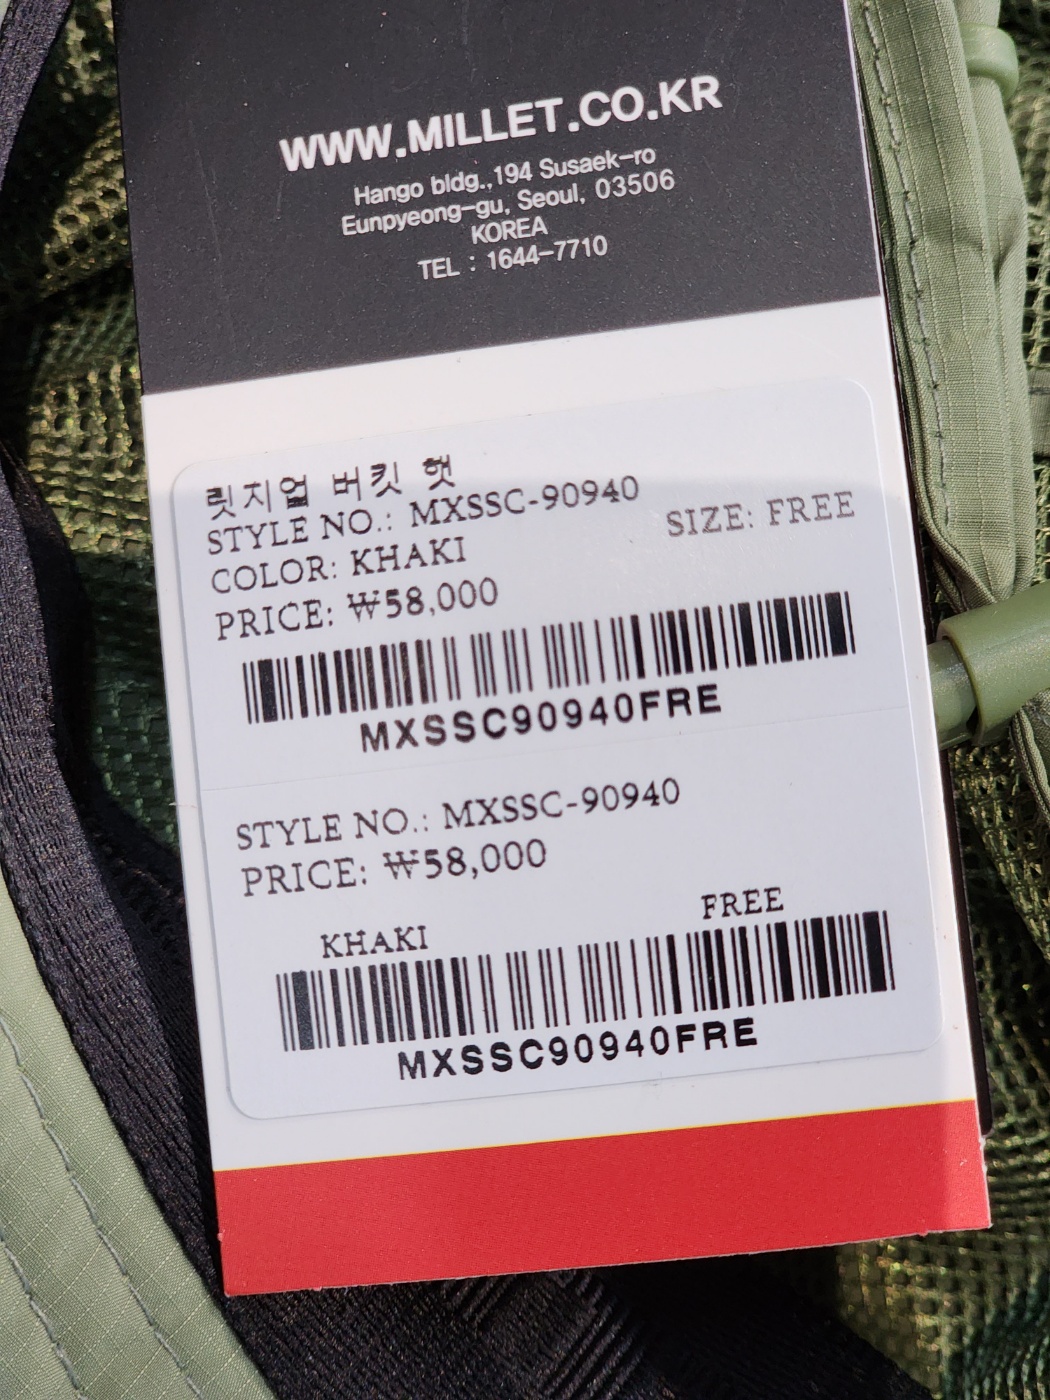 WWW.MILLET.CO.KR
Hango bldg.,194 Susaek-ro
Eunpyeong-gu, Seoul, 03506
KOREA
TEL : 1644-7710
릿지얼 버킷 햇
STYLE NO.: MXSSC-90940
SIZE: FREE
COLOR: KHAKI
PRICE: ₩58,000
MXSSC90940FRE
STYLE NO.: MXSSC-90940
PRICE: ₩58,000
KHAKI FREE
MXSSC90940FRE